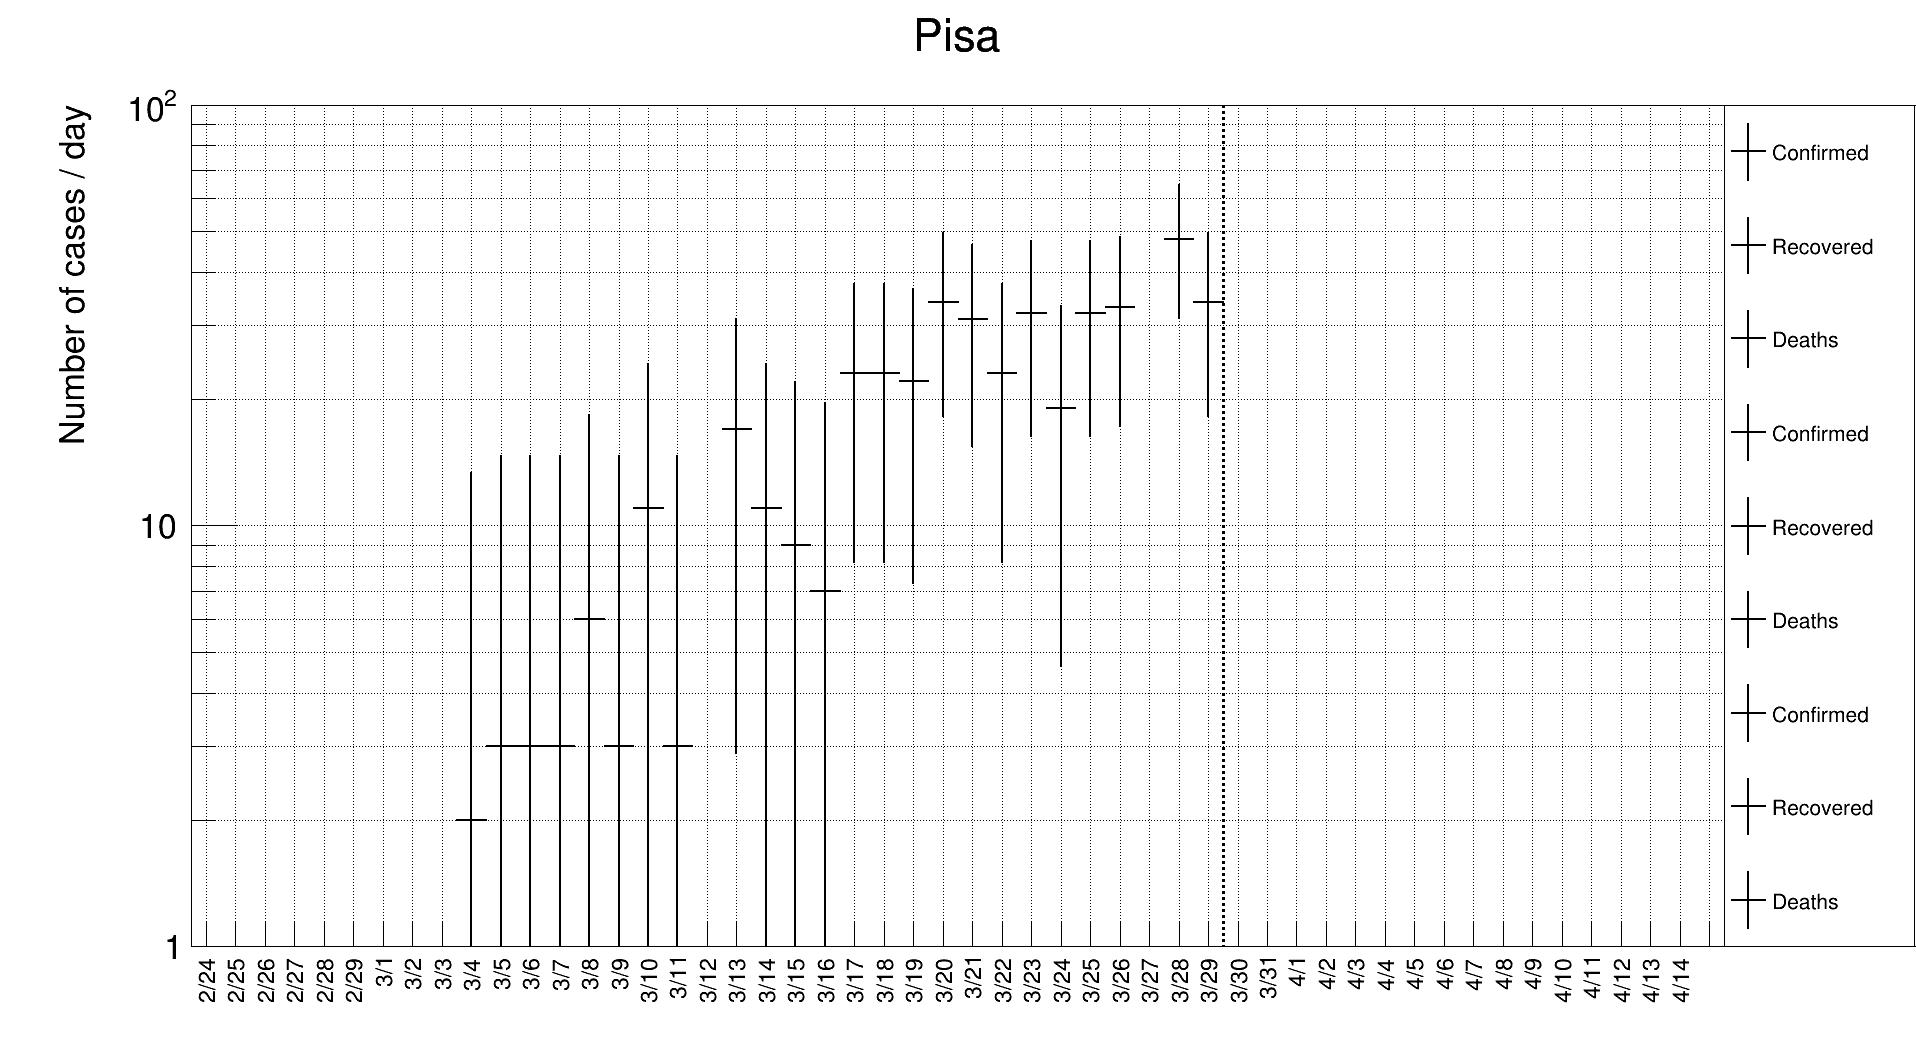 Pisa
Number of cases / day
10²
10
1
2/24 2/25 2/26 2/27 2/28 2/29 3/1 3/2 3/3 3/4 3/5 3/6 3/7 3/8 3/9 3/10 3/11 3/12 3/13 3/14 3/15 3/16 3/17 3/18 3/19 3/20 3/21 3/22 3/23 3/24 3/25 3/26 3/27 3/28 3/29 3/30 3/31 4/1 4/2 4/3 4/4 4/5 4/6 4/7 4/8 4/9 4/10 4/11 4/12 4/13 4/14
Confirmed
Recovered
Deaths
Confirmed
Recovered
Deaths
Confirmed
Recovered
Deaths